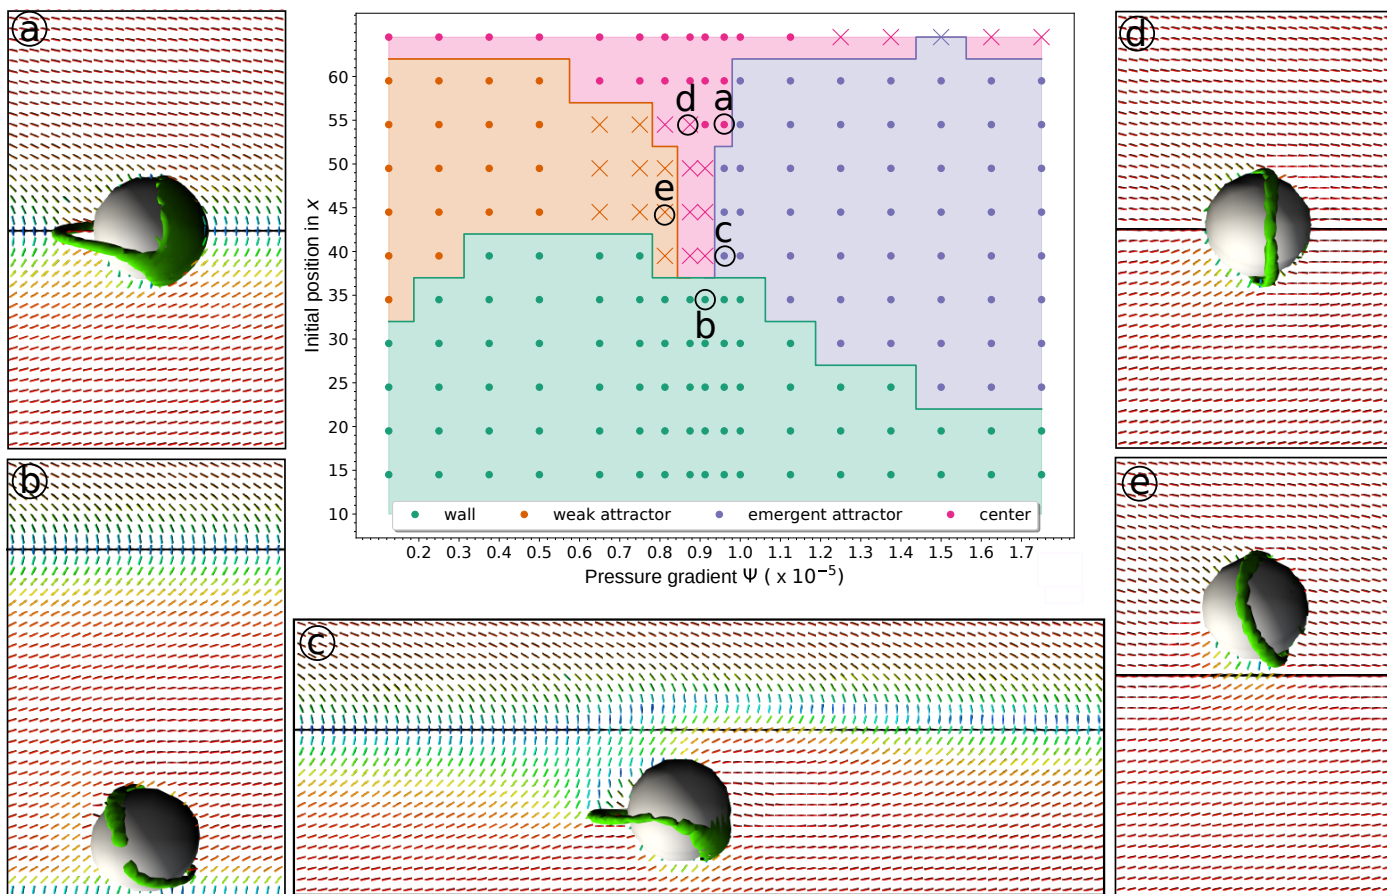 a
d
60
55
50
45
40
35
30
25
20
15
10
Initial position in x
d a
e
c
b
wall weak attractor emergent attractor center
0.2 0.3 0.4 0.5 0.6 0.7 0.8 0.9 1.0 1.1 1.2 1.3 1.4 1.5 1.6 1.7
Pressure gradient Ψ ( x 10⁻⁵)
b
e
c